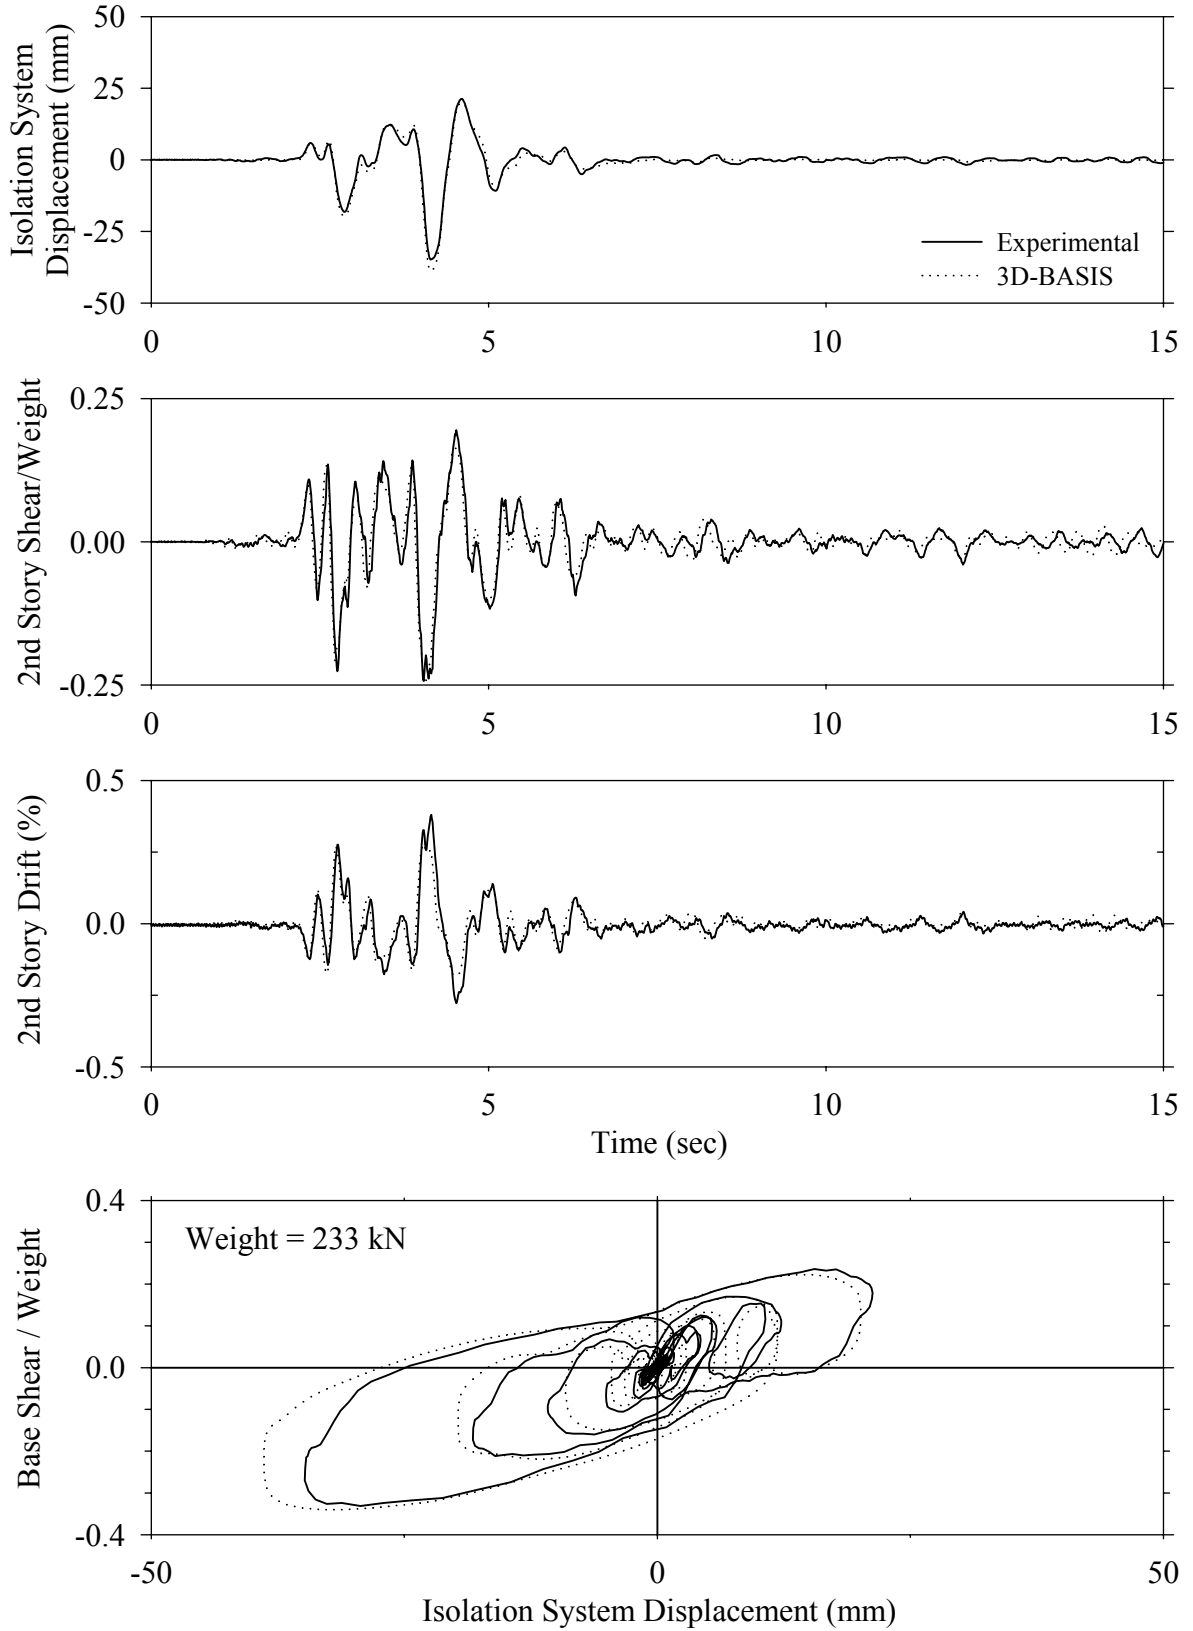 Isolation System
Displacement (mm)
50
25
0
-25
-50
Experimental
3D-BASIS
0 5 10 15
2nd Story Shear/Weight
0.25
0.00
-0.25
0 5 10 15
2nd Story Drift (%)
0.5
0.0
-0.5
0 5 10 15
Time (sec)
Base Shear / Weight
0.4
0.0
-0.4
Weight = 233 kN
-50 0 50
Isolation System Displacement (mm)